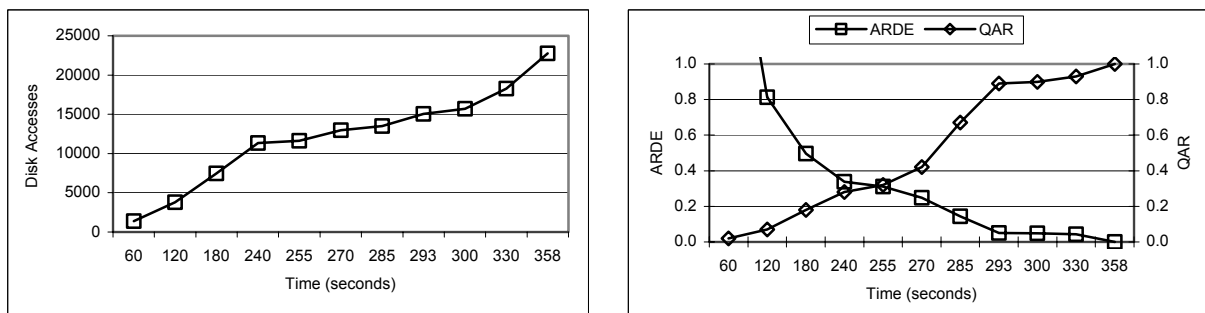 25000
20000
15000
10000
5000
0
Disk Accesses
60 120 180 240 255 270 285 293 300 330 358
Time (seconds)
ARDE QAR
1.0 1.0
0.8 0.8
0.6 0.6
0.4 0.4
0.2 0.2
0.0 0.0
ARDE
QAR
60 120 180 240 255 270 285 293 300 330 358
Time (seconds)